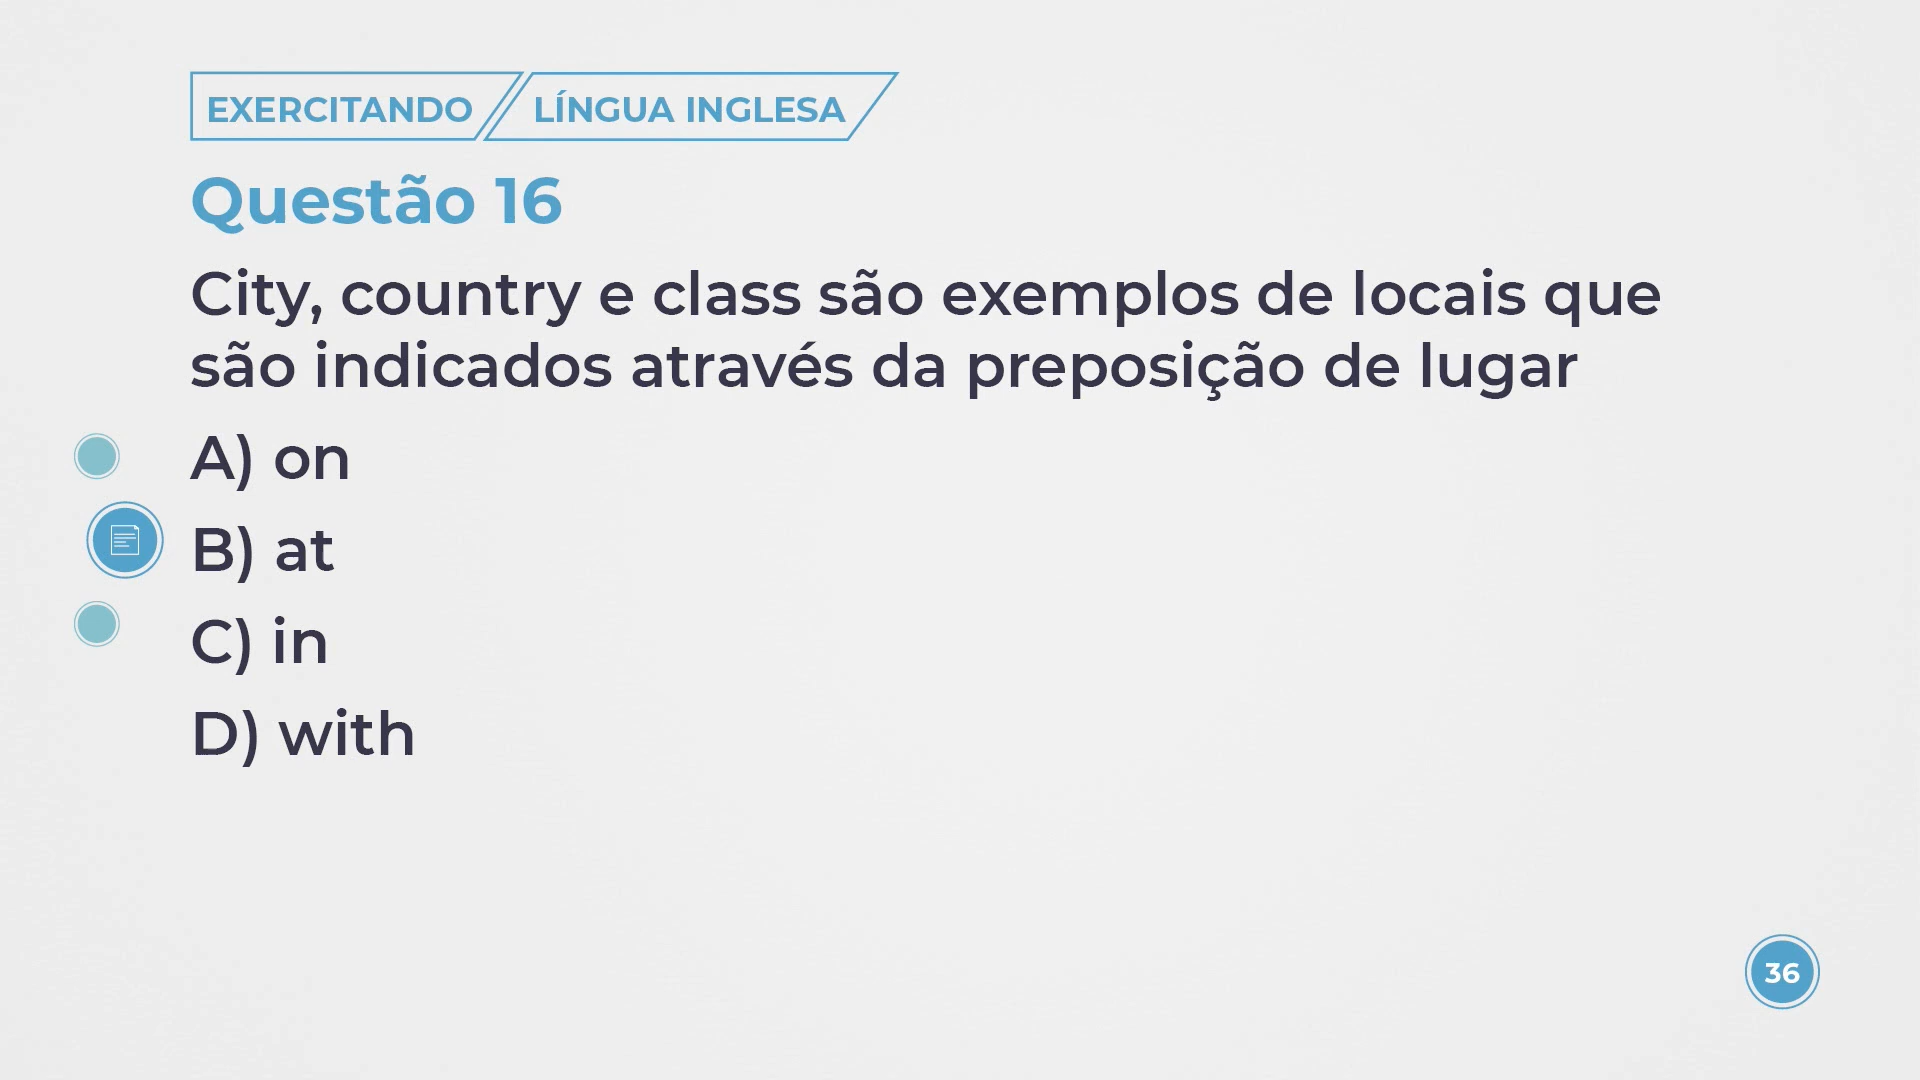 EXERCITANDO LÍNGUA INGLESA
Questão 16
City, country e class são exemplos de locais que
são indicados através da preposição de lugar
A) on
B) at
C) in
D) with
36